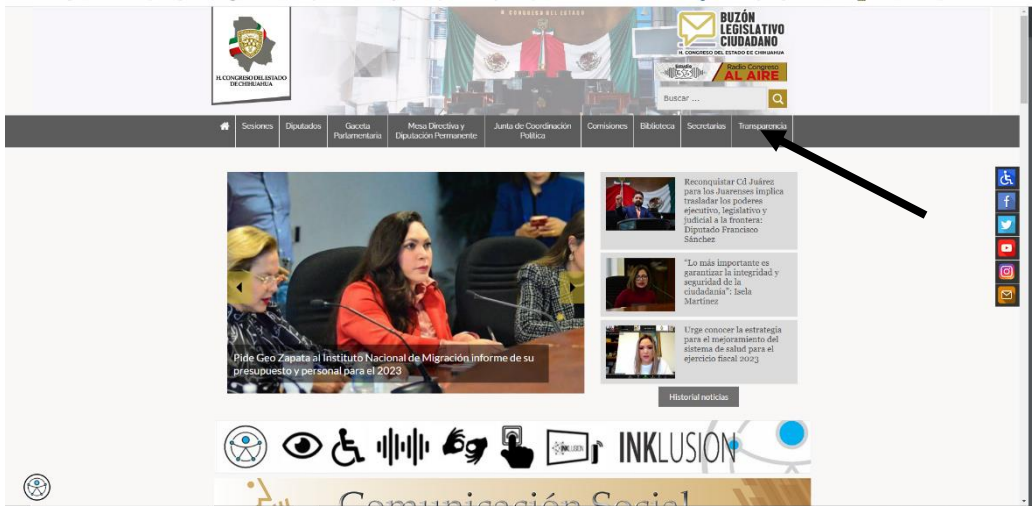 H. CONGRESO DEL ESTADO
DE CHIHUAHUA
H CONGRESO DEL ESTADO
BUZÓN
LEGISLATIVO
CIUDADANO
H. CONGRESO DEL ESTADO DE CHIHUAHUA
Radio Congreso
AL AIRE
Buscar ...
Sesiones
Diputados
Gaceta
Parlamentaria
Mesa Directiva y
Diputación Permanente
Junta de Coordinación
Política
Comisiones
Biblioteca
Secretarías
Transparencia
Pide Geo Zapata al Instituto Nacional de Migración informe de su
presupuesto y personal para el 2023
Reconquistar Cd Juárez
para los Juarenses implica
trasladar los poderes
ejecutivo, legislativo y
judicial a la frontera:
Diputado Francisco
Sánchez
"Lo más importante es
garantizar la integridad y
seguridad de la
ciudadanía": Isela
Martínez
Urge conocer la estrategia
para el mejoramiento del
sistema de salud para el
ejercicio fiscal 2023
Historial noticias
INKLUSION
Comunicación Social